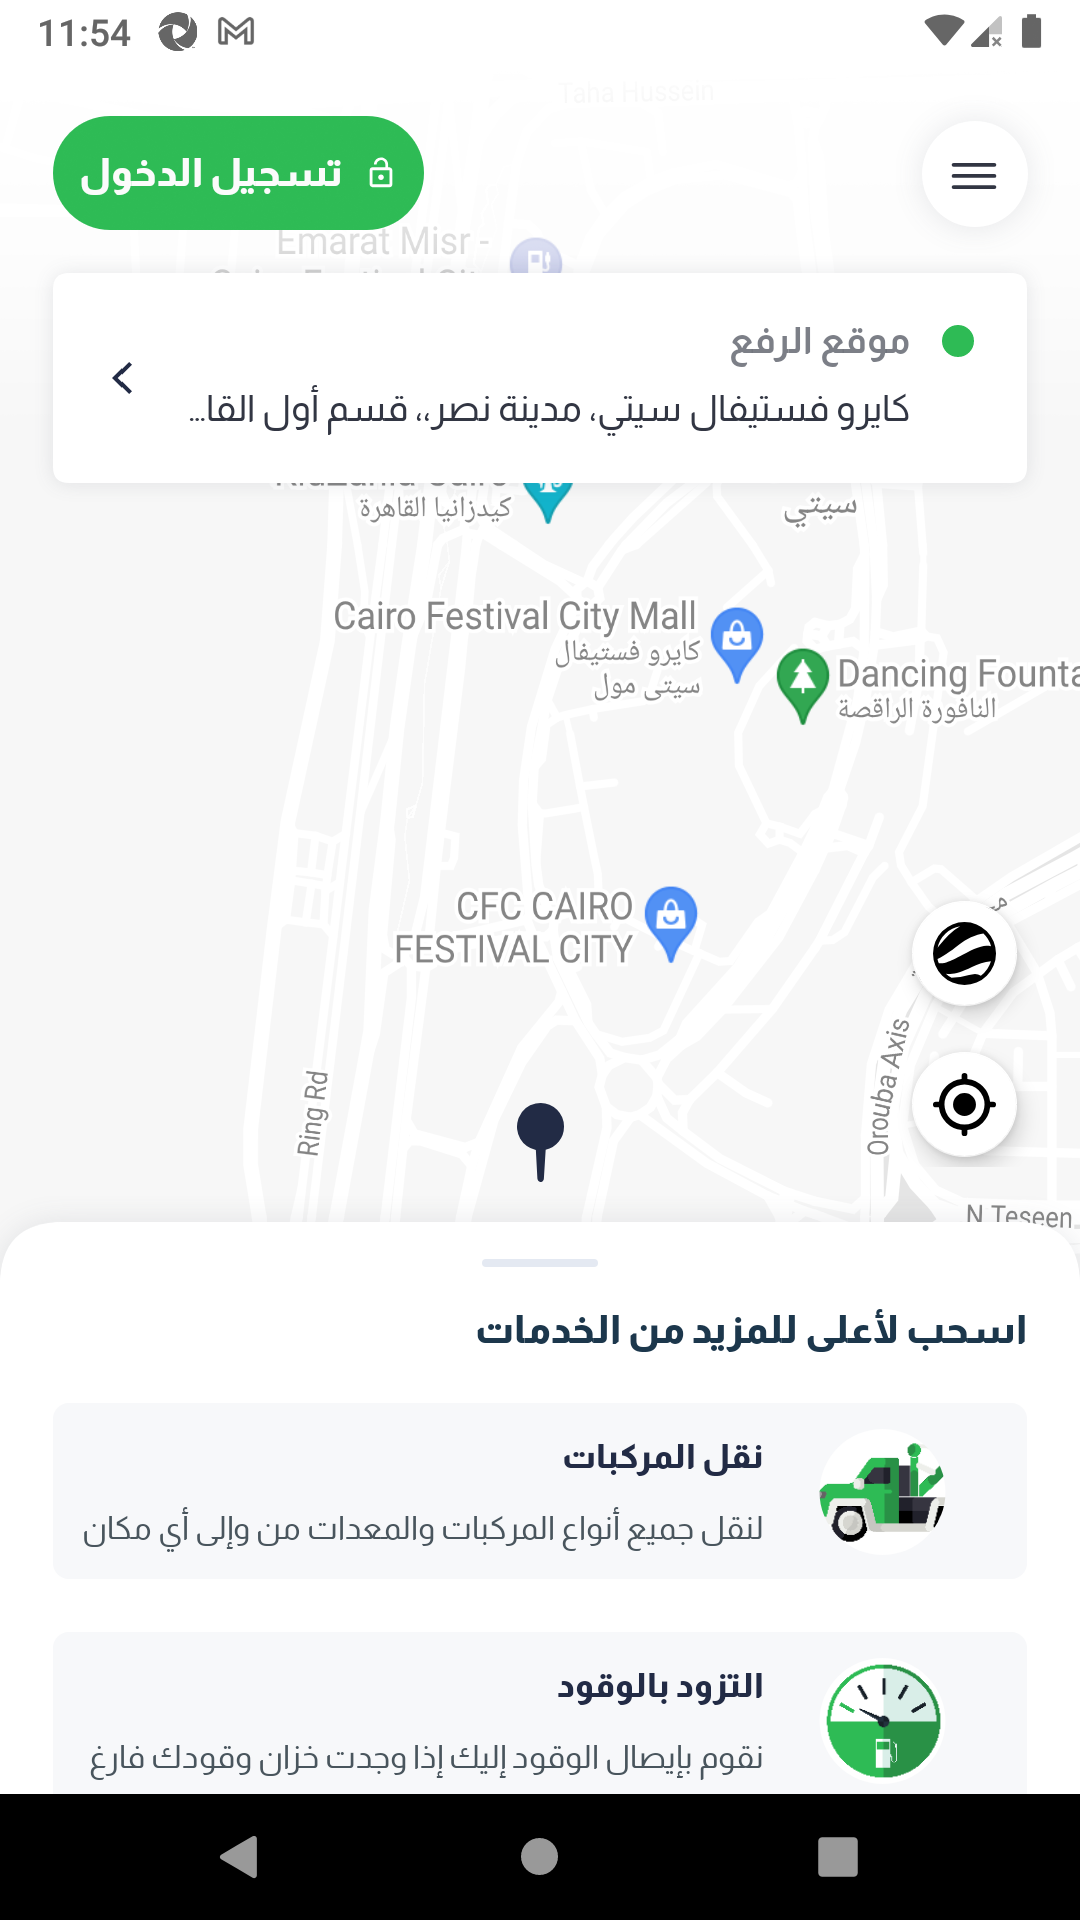 11:54
Taha Hussein
تسجيل الدخول
Emarat Misr -
موقع الرفع
كايرو فستيفال سيتي، مدينة نصر،، قسم أول القا...
كيدزانيا القاهرة
سيتي
Cairo Festival City Mall
كايرو فستيفال
سيتى مول
Dancing Founta
النافورة الراقصة
CFC CAIRO
FESTIVAL CITY
Ring Rd
Orouba Axis
N Teseen
اسحب لأعلى للمزيد من الخدمات
نقل المركبات
لنقل جميع أنواع المركبات والمعدات من وإلى أي مكان
التزود بالوقود
نقوم بإيصال الوقود إليك إذا وجدت خزان وقودك فارغ